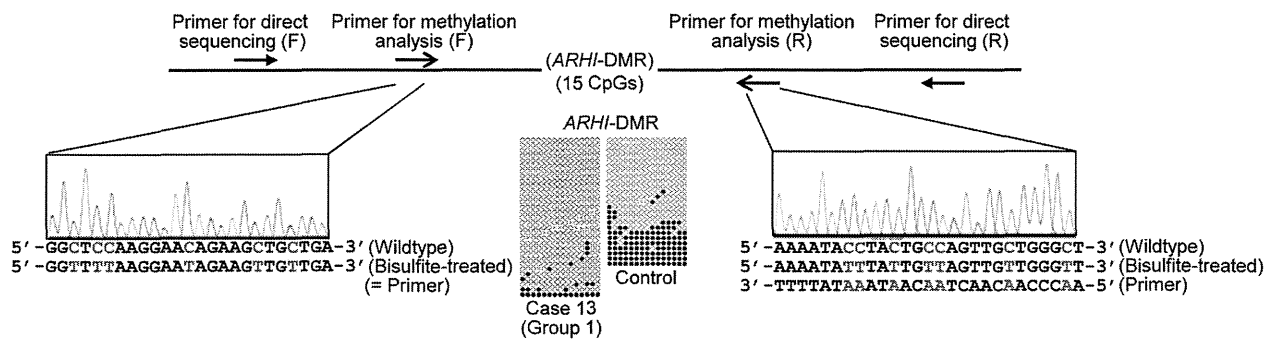 Primer for direct
sequencing (F)
Primer for methylation
analysis (F)
(ARHI-DMR)
(15 CpGs)
Primer for methylation
analysis (R)
Primer for direct
sequencing (R)
ARHI-DMR
5′-GGCTCCAAGGAACAGAAGCTGCTGA-3′ (Wildtype)
5′-GGTTTTAAGGAATAGAAGTTGTTGA-3′ (Bisulfite-treated)
(= Primer)
Case 13
(Group 1)
Control
5′-AAAATACCTACTGCCAGTTGCTGGGCT-3′ (Wildtype)
5′-AAAATATTTATTGTTAGTTGTTGGGTT-3′ (Bisulfite-treated)
3′-TTTTATAAATAACAATCAACAACCCAA-5′ (Primer)